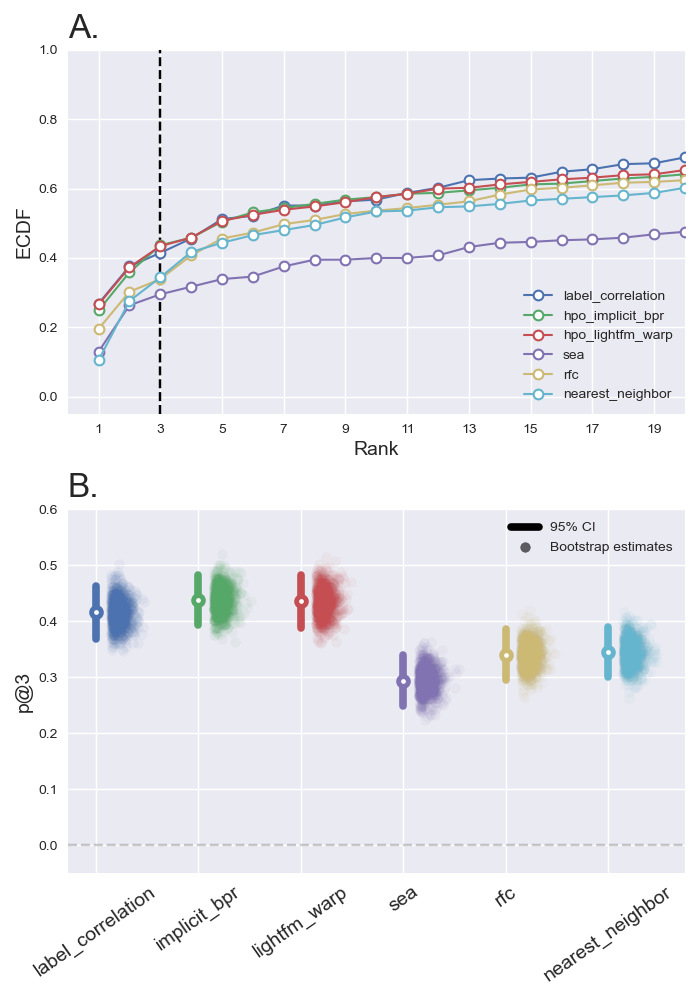 A.
1.0
0.8
0.6
0.4
0.2
0.0
ECDF
label_correlation
hpo_implicit_bpr
hpo_lightfm_warp
sea
rfc
nearest_neighbor
1 3 5 7 9 11 13 15 17 19
Rank
B.
0.6
0.5
0.4
0.3
0.2
0.1
0.0
p@3
95% CI
Bootstrap estimates
label_correlation
implicit_bpr
lightfm_warp
sea
rfc
nearest_neighbor